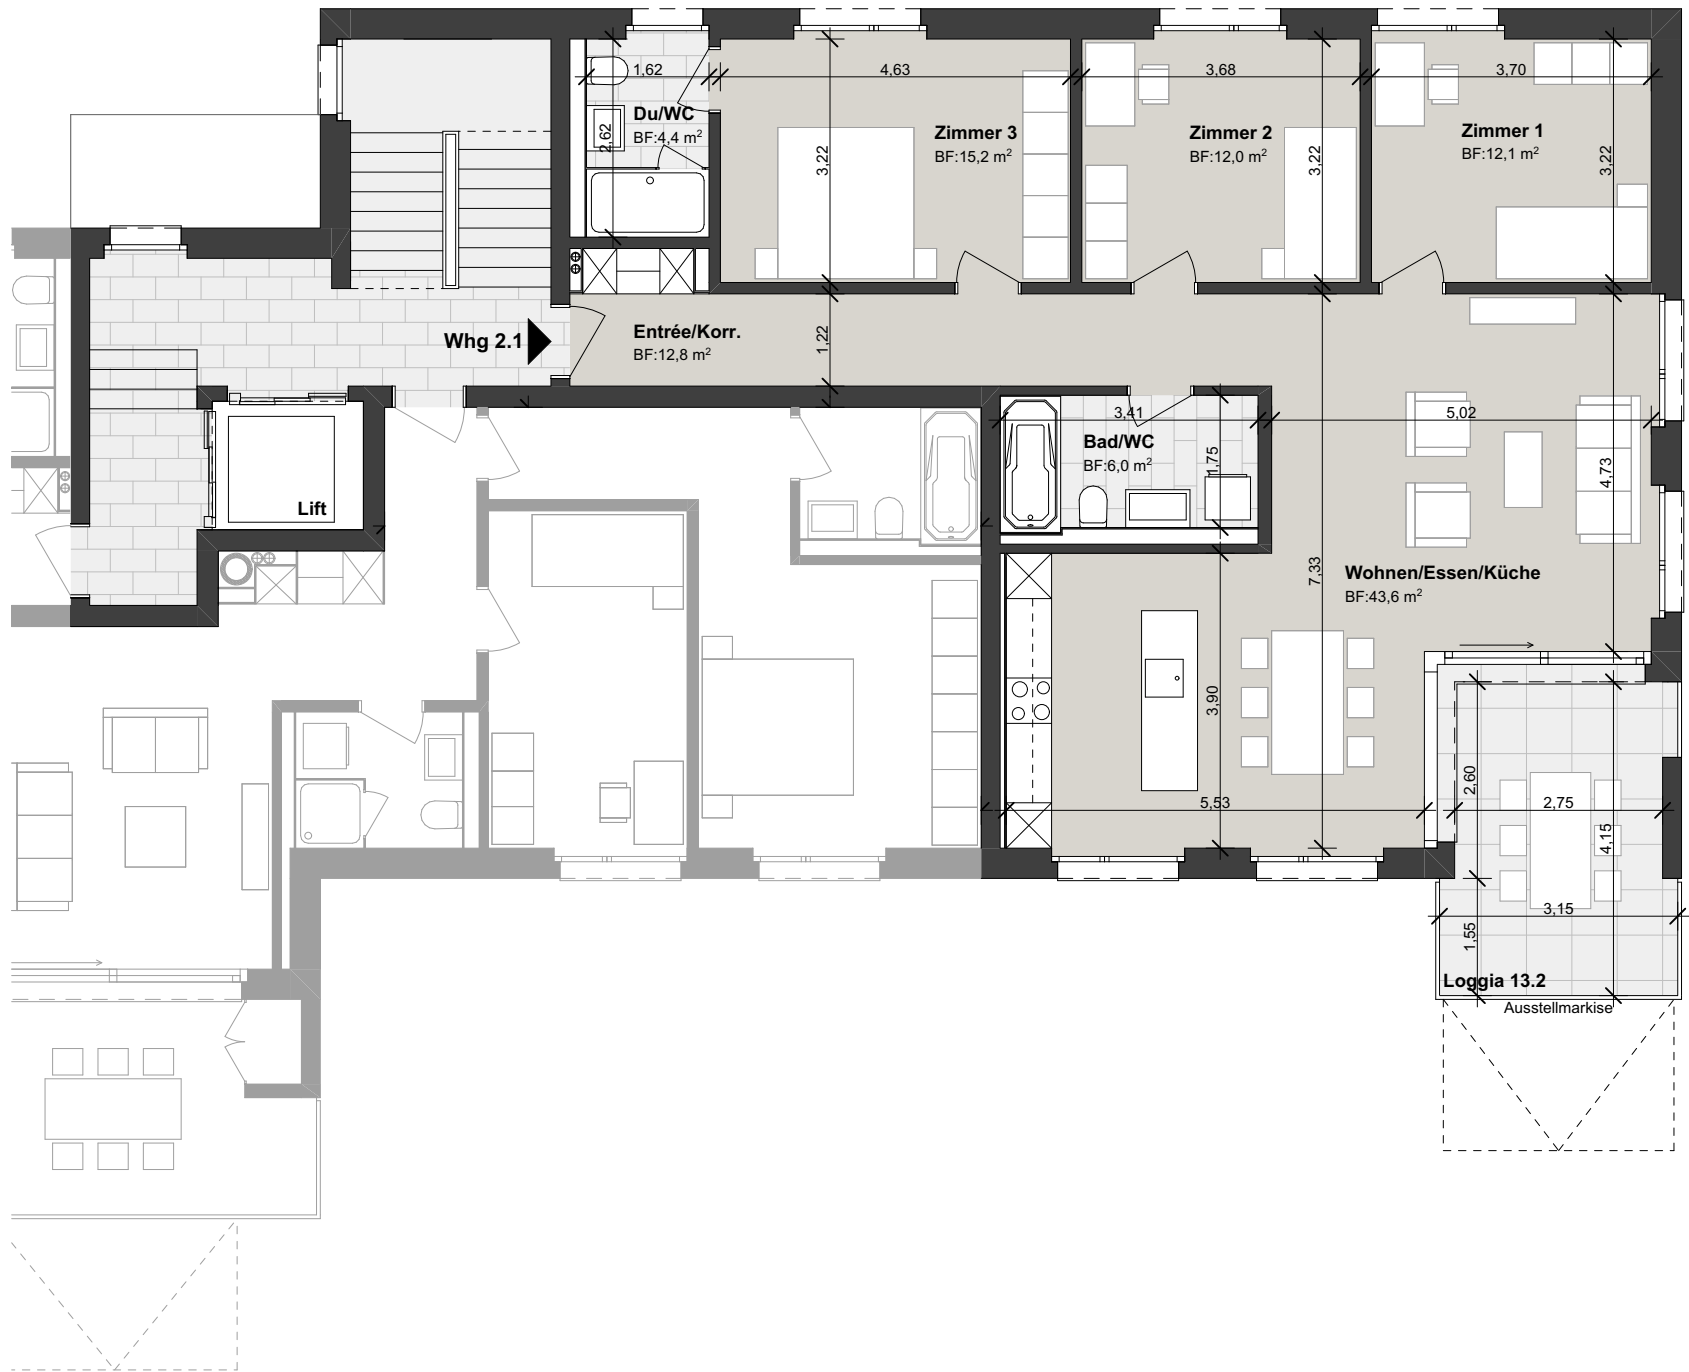 1,62
4,63
3,68
3,70
Du/WC
BF:4,4 m²
2,62
Zimmer 3
BF:15,2 m²
3,22
Zimmer 2
BF:12,0 m²
3,22
Zimmer 1
BF:12,1 m²
3,22
Whg 2.1
Entrée/Korr.
BF:12,8 m²
1,22
3,41
Bad/WC
BF:6,0 m²
1,75
5,02
4,73
Lift
7,33
Wohnen/Essen/Küche
BF:43,6 m²
3,90
5,53
2,60
2,75
4,15
3,15
1,55
Loggia 13.2
Ausstellmarkise